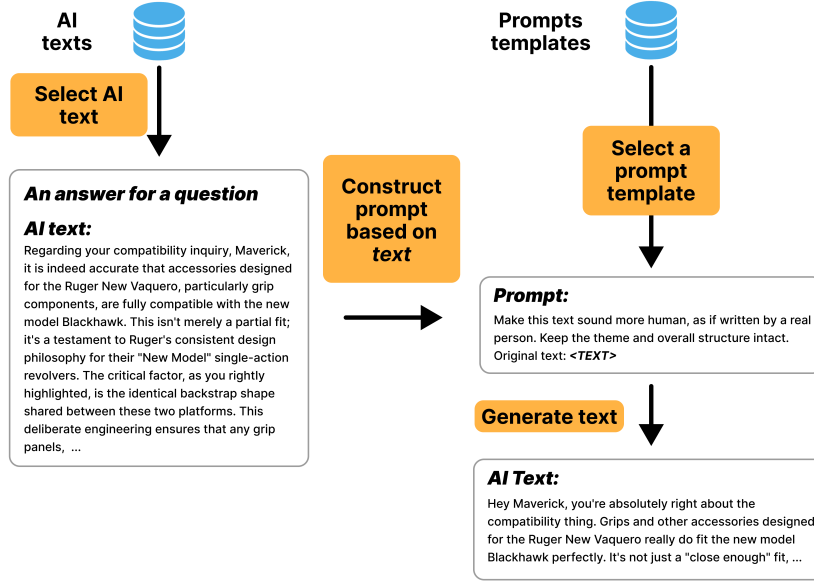 AI
texts
Prompts
templates
Select AI
text
Select a
prompt
template
An answer for a question
AI text:
Regarding your compatibility inquiry, Maverick,
it is indeed accurate that accessories designed
for the Ruger New Vaquero, particularly grip
components, are fully compatible with the new
model Blackhawk. This isn't merely a partial fit;
it's a testament to Ruger's consistent design
philosophy for their "New Model" single-action
revolvers. The critical factor, as you rightly
highlighted, is the identical backstrap shape
shared between these two platforms. This
deliberate engineering ensures that any grip
panels,  ...
Construct
prompt
based on
text
Prompt:
Make this text sound more human, as if written by a real
person. Keep the theme and overall structure intact.
Original text: <TEXT>
Generate text
AI Text:
Hey Maverick, you're absolutely right about the
compatibility thing. Grips and other accessories designed
for the Ruger New Vaquero really do fit the new model
Blackhawk perfectly. It's not just a "close enough" fit, ...